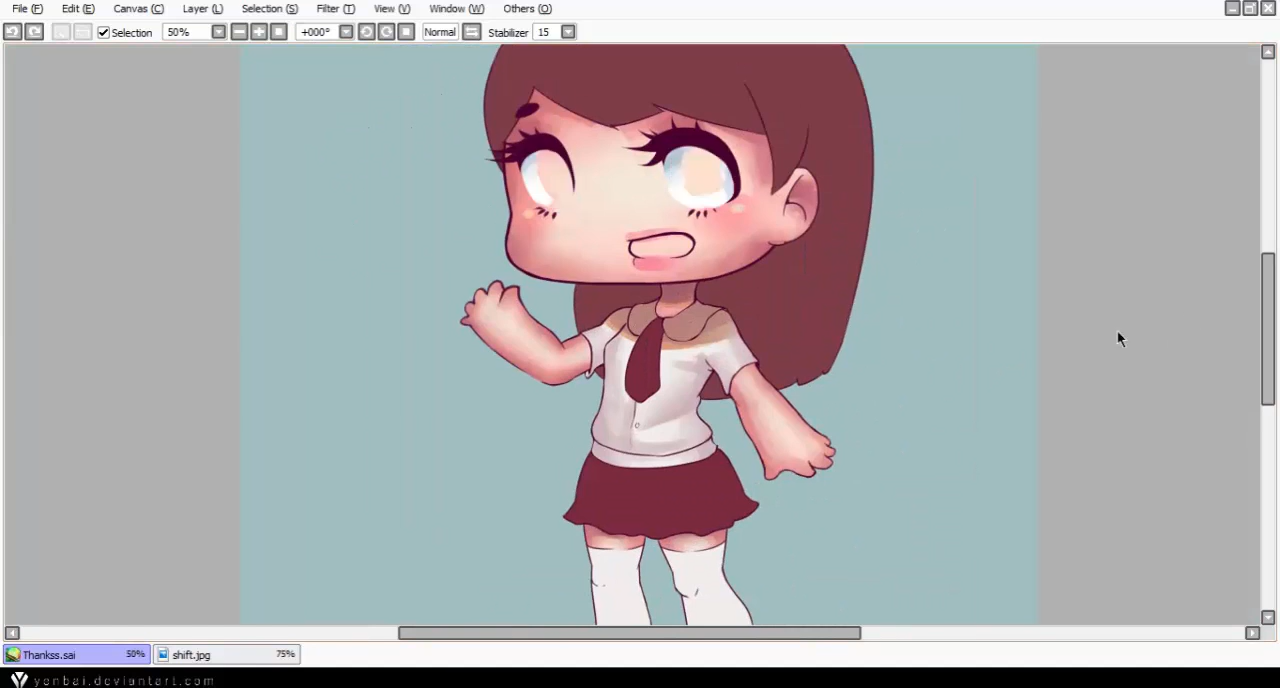 File (F) Edit (E) Canvas (C) Layer (L) Selection (S) Filter (T) View (V) Window (W) Others (O)
Selection 50% +000° Normal Stabilizer 15
Thankss.sai 50% shift.jpg 75%
yenbai.deviantart.com